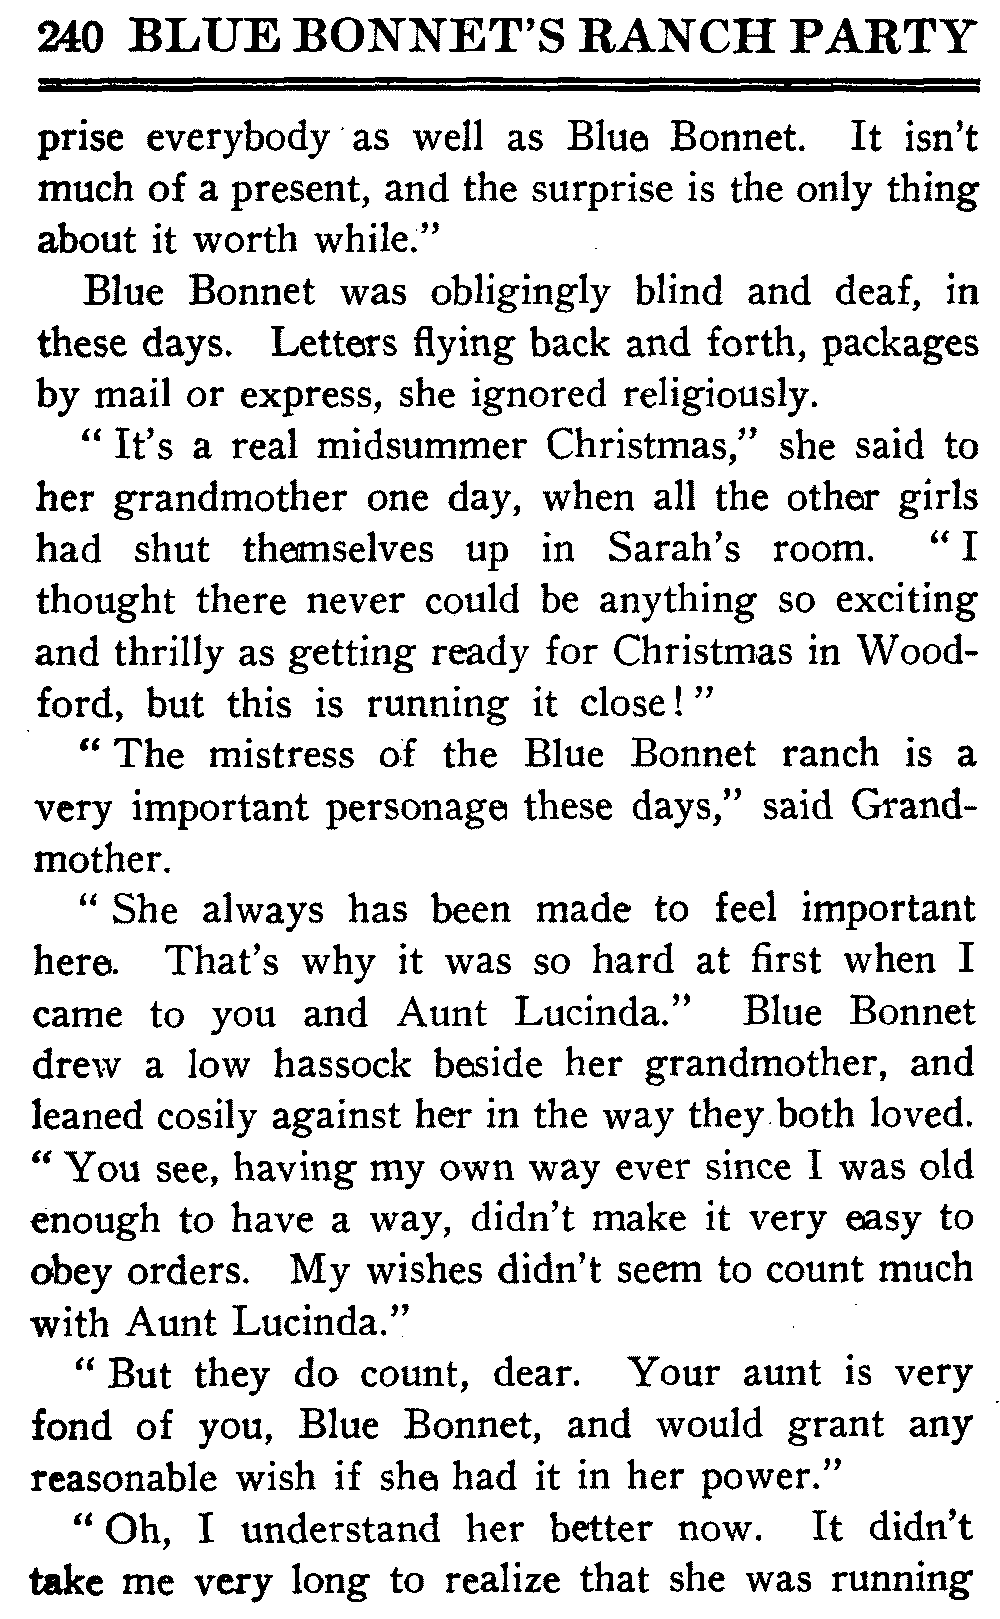 240 BLUE BONNET'S RANCH PARTY
prise everybody as well as Blue Bonnet. It isn't
much of a present, and the surprise is the only thing
about it worth while."
Blue Bonnet was obligingly blind and deaf, in
these days. Letters flying back and forth, packages
by mail or express, she ignored religiously.
" It's a real midsummer Christmas," she said to
her grandmother one day, when all the other girls
had shut themselves up in Sarah's room. " I
thought there never could be anything so exciting
and thrilly as getting ready for Christmas in Wood-
ford, but this is running it close! "
" The mistress of the Blue Bonnet ranch is a
very important personage these days," said Grand-
mother.
" She always has been made to feel important
here. That's why it was so hard at first when I
came to you and Aunt Lucinda." Blue Bonnet
drew a low hassock beside her grandmother, and
leaned cosily against her in the way they both loved.
" You see, having my own way ever since I was old
enough to have a way, didn't make it very easy to
obey orders. My wishes didn't seem to count much
with Aunt Lucinda."
" But they do count, dear. Your aunt is very
fond of you, Blue Bonnet, and would grant any
reasonable wish if she had it in her power."
" Oh, I understand her better now. It didn't
take me very long to realize that she was running